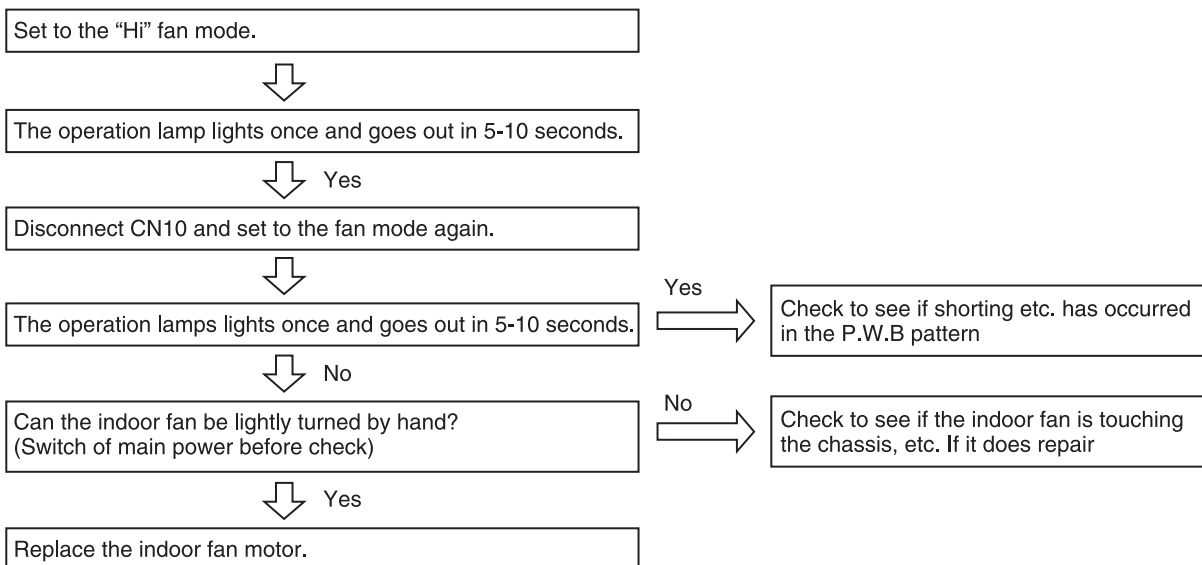 Set to the “Hi” fan mode.
The operation lamp lights once and goes out in 5-10 seconds.
Yes
Disconnect CN10 and set to the fan mode again.
The operation lamps lights once and goes out in 5-10 seconds.
Yes
Check to see if shorting etc. has occurred
in the P.W.B pattern
No
Can the indoor fan be lightly turned by hand?
(Switch of main power before check)
No
Check to see if the indoor fan is touching
the chassis, etc. If it does repair
Yes
Replace the indoor fan motor.